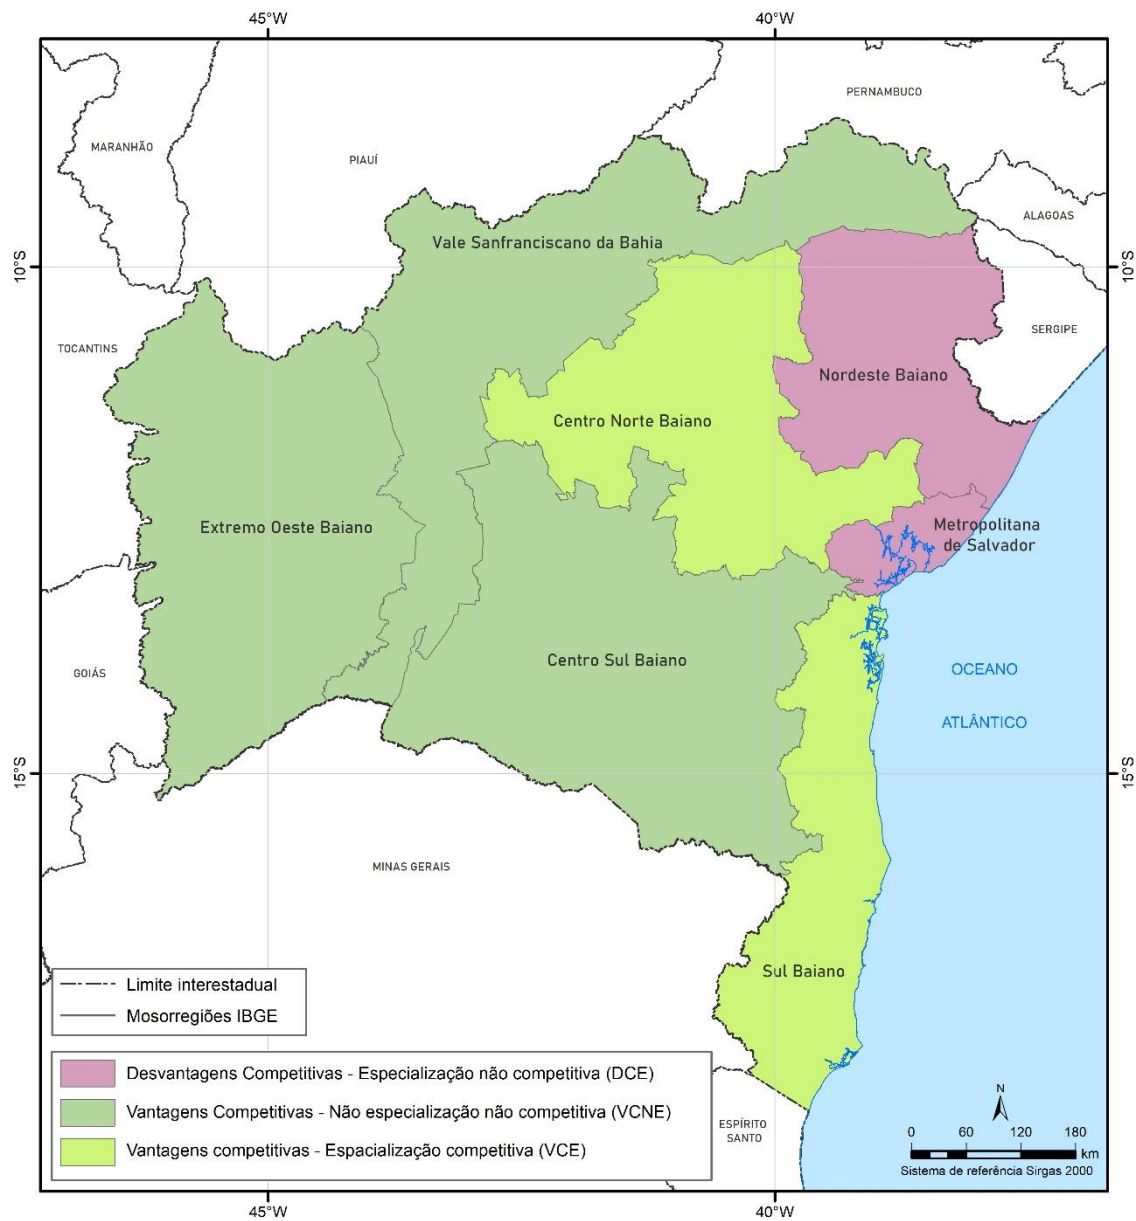 45°W
40°W
PERNAMBUCO
MARANHÃO
PIAUÍ
ALAGOAS
Vale Sanfranciscano da Bahia
10°S
10°S
SERGIPE
TOCANTINS
Nordeste Baiano
Centro Norte Baiano
Extremo Oeste Baiano
Metropolitana
de Salvador
Centro Sul Baiano
GOIÁS
OCEANO
ATLÂNTICO
15°S
15°S
MINAS GERAIS
Sul Baiano
Limite interestadual
Mosorregiões IBGE
Desvantagens Competitivas - Especialização não competitiva (DCE)
Vantagens Competitivas - Não especialização não competitiva (VCNE)
Vantagens competitivas - Espacialização competitiva (VCE)
ESPÍRITO
SANTO
N
0 60 120 180
km
Sistema de referência Sirgas 2000
45°W
40°W